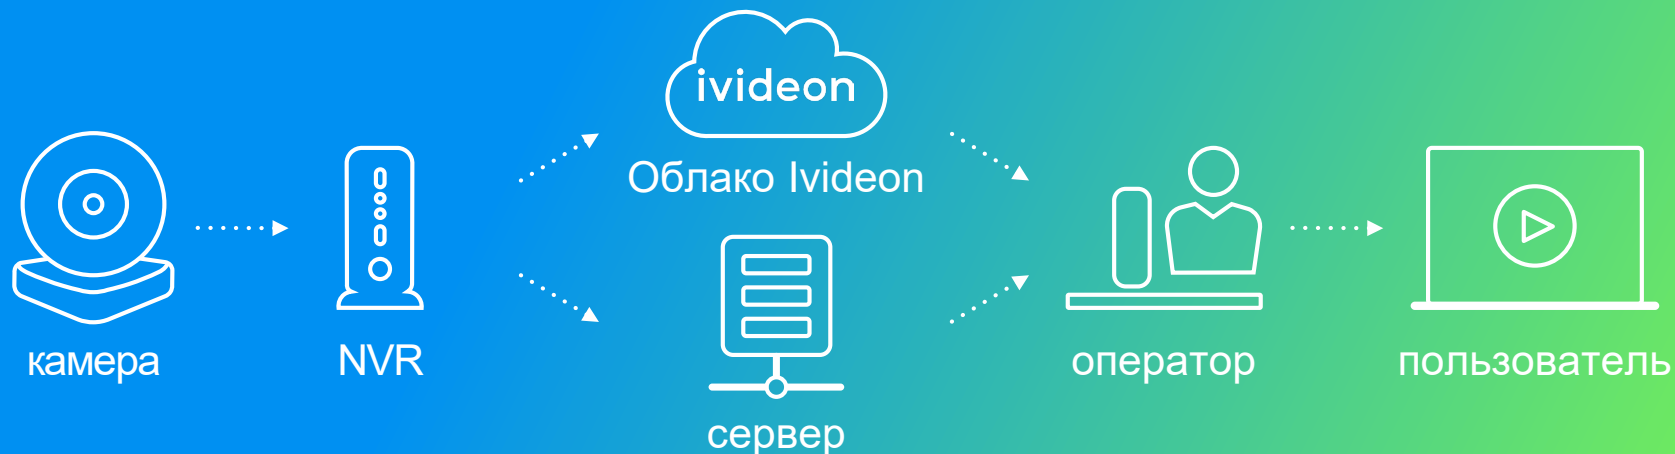 ivideon
Облако Ivideon
камера
NVR
сервер
оператор
пользователь